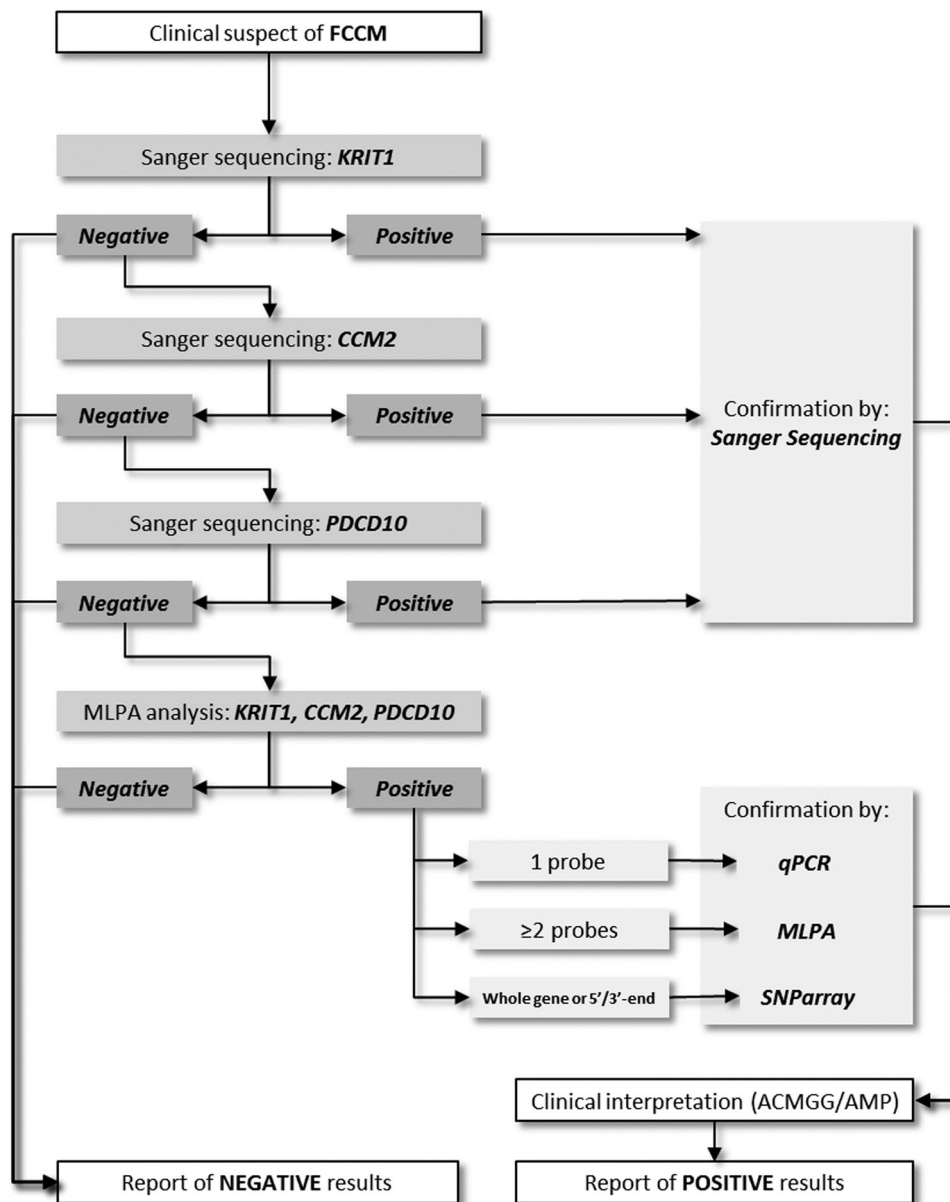 Clinical suspect of FCCM
Sanger sequencing: KRIT1
Negative
Positive
Sanger sequencing: CCM2
Negative
Positive
Confirmation by:
Sanger Sequencing
Sanger sequencing: PDCD10
Negative
Positive
MLPA analysis: KRIT1, CCM2, PDCD10
Negative
Positive
Confirmation by:
1 probe
qPCR
≥2 probes
MLPA
Whole gene or 5'/3'-end
SNParray
Clinical interpretation (ACMGG/AMP)
Report of NEGATIVE results
Report of POSITIVE results